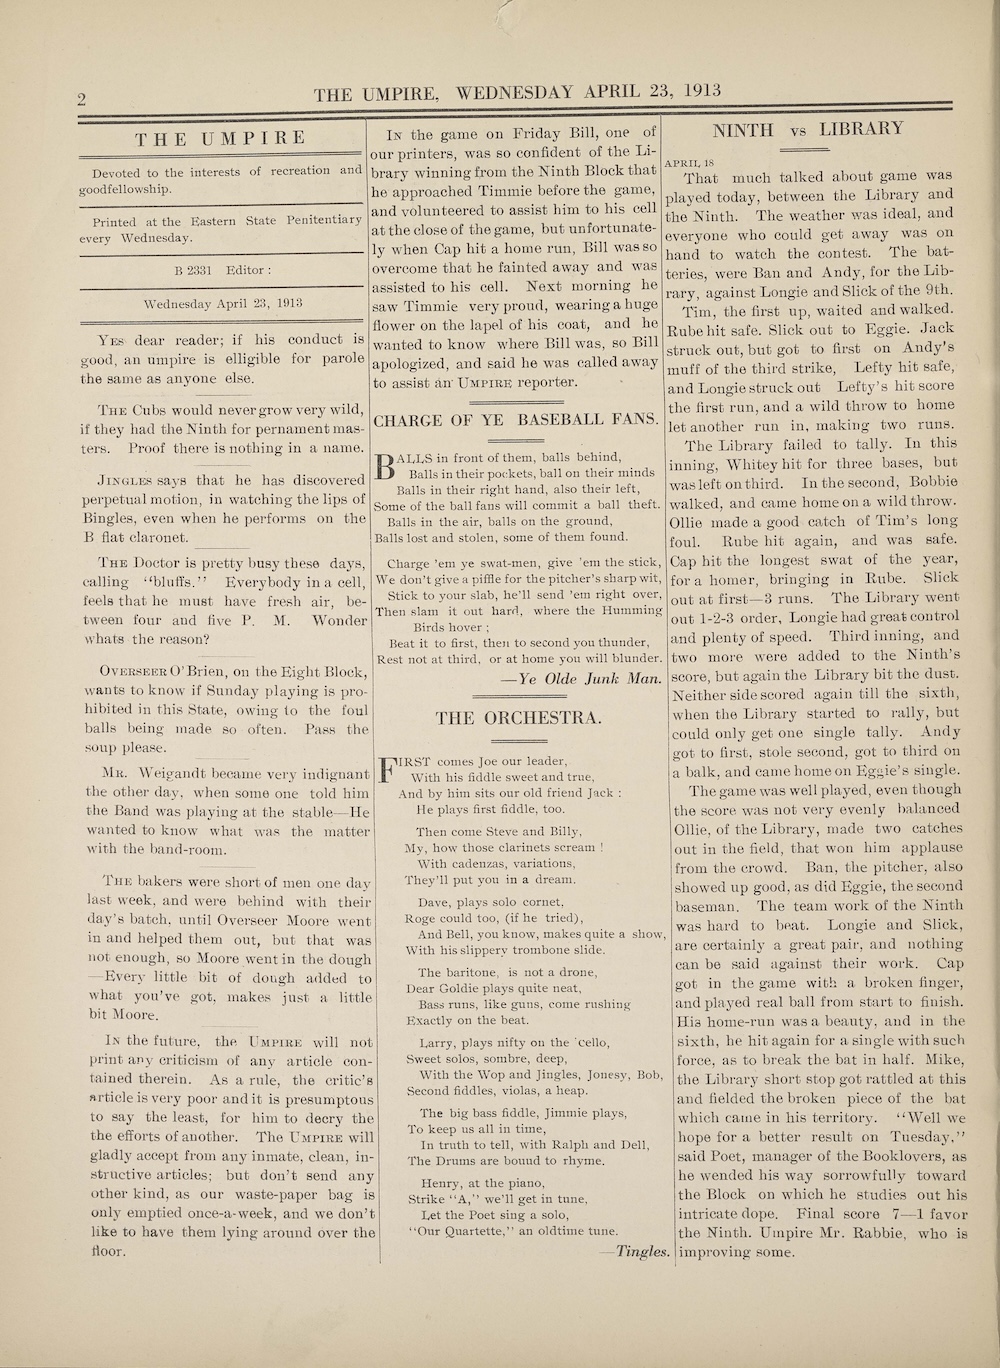 2
THE UMPIRE, WEDNESDAY APRIL 23, 1913
THE UMPIRE
Devoted to the interests of recreation and
goodfellowship.
Printed at the Eastern State Penitentiary
every Wednesday.
B 2331 Editor :
Wednesday April 23, 1913
YES dear reader; if his conduct is
good, an umpire is elligible for parole
the same as anyone else.
THE Cubs would never grow very wild,
if they had the Ninth for pernament mas-
ters. Proof there is nothing in a name.
JINGLES says that he has discovered
perpetual motion, in watching the lips of
Bingles, even when he performs on the
B flat claronet.
THE Doctor is pretty busy these days,
calling "bluffs." Everybody in a cell,
feels that he must have fresh air, be-
tween four and five P. M. Wonder
whats the reason?
OVERSEER O'Brien, on the Eight Block,
wants to know if Sunday playing is pro-
hibited in this State, owing to the foul
balls being made so often. Pass the
soup please.
MR. Weigandt became very indignant
the other day, when some one told him
the Band was playing at the stable—He
wanted to know what was the matter
with the band-room.
THE bakers were short of men one day
last week, and were behind with their
day's batch, until Overseer Moore went
in and helped them out, but that was
not enough, so Moore went in the dough
—Every little bit of dough added to
what you've got, makes just a little
bit Moore.
IN the future, the UMPIRE will not
print any criticism of any article con-
tained therein. As a rule, the critic's
article is very poor and it is presumptous
to say the least, for him to decry the
the efforts of another. The UMPIRE will
gladly accept from any inmate, clean, in-
structive articles; but don't send any
other kind, as our waste-paper bag is
only emptied once-a-week, and we don't
like to have them lying around over the
floor.
IN the game on Friday Bill, one of
our printers, was so confident of the Li-
brary winning from the Ninth Block that
he approached Timmie before the game,
and volunteered to assist him to his cell
at the close of the game, but unfortunate-
ly when Cap hit a home run, Bill was so
overcome that he fainted away and was
assisted to his cell. Next morning he
saw Timmie very proud, wearing a huge
flower on the lapel of his coat, and he
wanted to know where Bill was, so Bill
apologized, and said he was called away
to assist an UMPIRE reporter.
CHARGE OF YE BASEBALL FANS.
BALLS in front of them, balls behind,
Balls in their pockets, ball on their minds
Balls in their right hand, also their left,
Some of the ball fans will commit a ball theft.
Balls in the air, balls on the ground,
Balls lost and stolen, some of them found.
Charge 'em ye swat-men, give 'em the stick,
We don't give a piffle for the pitcher's sharp wit,
Stick to your slab, he'll send 'em right over,
Then slam it out hard, where the Humming
Birds hover ;
Beat it to first, then to second you thunder,
Rest not at third, or at home you will blunder.
—Ye Olde Junk Man.
THE ORCHESTRA.
FIRST comes Joe our leader,
With his fiddle sweet and true,
And by him sits our old friend Jack :
He plays first fiddle, too.
Then come Steve and Billy,
My, how those clarinets scream !
With cadenzas, variations,
They'll put you in a dream.
Dave, plays solo cornet,
Roge could too, (if he tried),
And Bell, you know, makes quite a show,
With his slippery trombone slide.
The baritone, is not a drone,
Dear Goldie plays quite neat,
Bass runs, like guns, come rushing
Exactly on the beat.
Larry, plays nifty on the 'cello,
Sweet solos, sombre, deep,
With the Wop and Jingles, Jonesy, Bob,
Second fiddles, violas, a heap.
The big bass fiddle, Jimmie plays,
To keep us all in time,
In truth to tell, with Ralph and Dell,
The Drums are bound to rhyme.
Henry, at the piano,
Strike "A," we'll get in tune,
Let the Poet sing a solo,
"Our Quartette," an oldtime tune.
—Tingles.
NINTH vs LIBRARY
APRIL 18
That much talked about game was
played today, between the Library and
the Ninth. The weather was ideal, and
everyone who could get away was on
hand to watch the contest. The bat-
teries, were Ban and Andy, for the Lib-
rary, against Longie and Slick of the 9th.
Tim, the first up, waited and walked.
Rube hit safe. Slick out to Eggie. Jack
struck out, but got to first on Andy's
muff of the third strike, Lefty hit safe,
and Longie struck out Lefty's hit score
the first run, and a wild throw to home
let another run in, making two runs.
The Library failed to tally. In this
inning, Whitey hit for three bases, but
was left on third. In the second, Bobbie
walked, and came home on a wild throw.
Ollie made a good catch of Tim's long
foul. Rube hit again, and was safe.
Cap hit the longest swat of the year,
for a homer, bringing in Rube. Slick
out at first—3 runs. The Library went
out 1-2-3 order, Longie had great control
and plenty of speed. Third inning, and
two more were added to the Ninth's
score, but again the Library bit the dust.
Neither side scored again till the sixth,
when the Library started to rally, but
could only get one single tally. Andy
got to first, stole second, got to third on
a balk, and came home on Eggie's single.
The game was well played, even though
the score was not very evenly balanced
Ollie, of the Library, made two catches
out in the field, that won him applause
from the crowd. Ban, the pitcher, also
showed up good, as did Eggie, the second
baseman. The team work of the Ninth
was hard to beat. Longie and Slick,
are certainly a great pair, and nothing
can be said against their work. Cap
got in the game with a broken finger,
and played real ball from start to finish.
His home-run was a beauty, and in the
sixth, he hit again for a single with such
force, as to break the bat in half. Mike,
the Library short stop got rattled at this
and fielded the broken piece of the bat
which came in his territory. "Well we
hope for a better result on Tuesday,"
said Poet, manager of the Booklovers, as
he wended his way sorrowfully toward
the Block on which he studies out his
intricate dope. Final score 7—1 favor
the Ninth. Umpire Mr. Rabbie, who is
improving some.